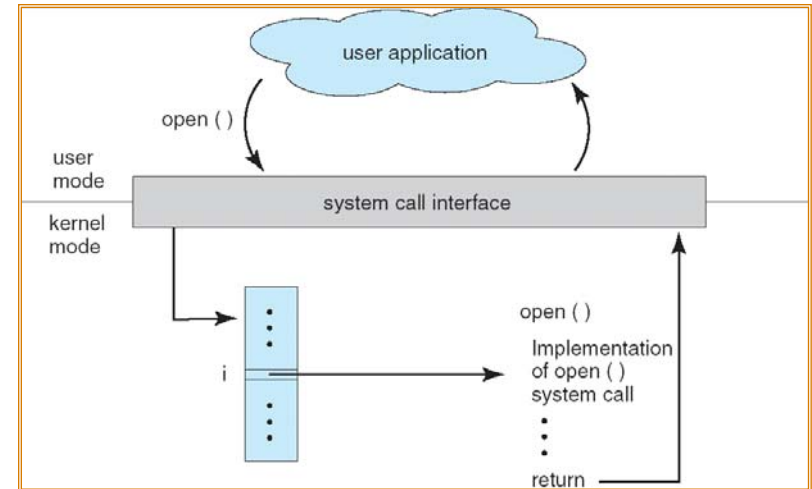 user application
open ( )
user
mode
system call interface
kernel
mode
open ( )
i
Implementation
of open ( )
system call
return